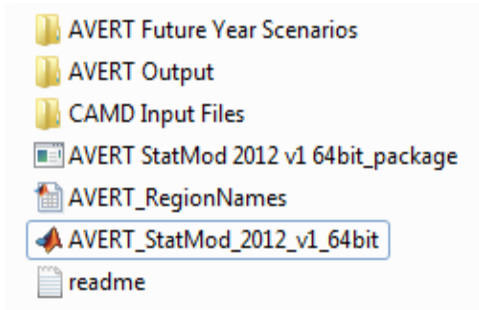 AVERT Future Year Scenarios
AVERT Output
CAMD Input Files
AVERT StatMod 2012 v1 64bit_package
AVERT_RegionNames
AVERT_StatMod_2012_v1_64bit
readme